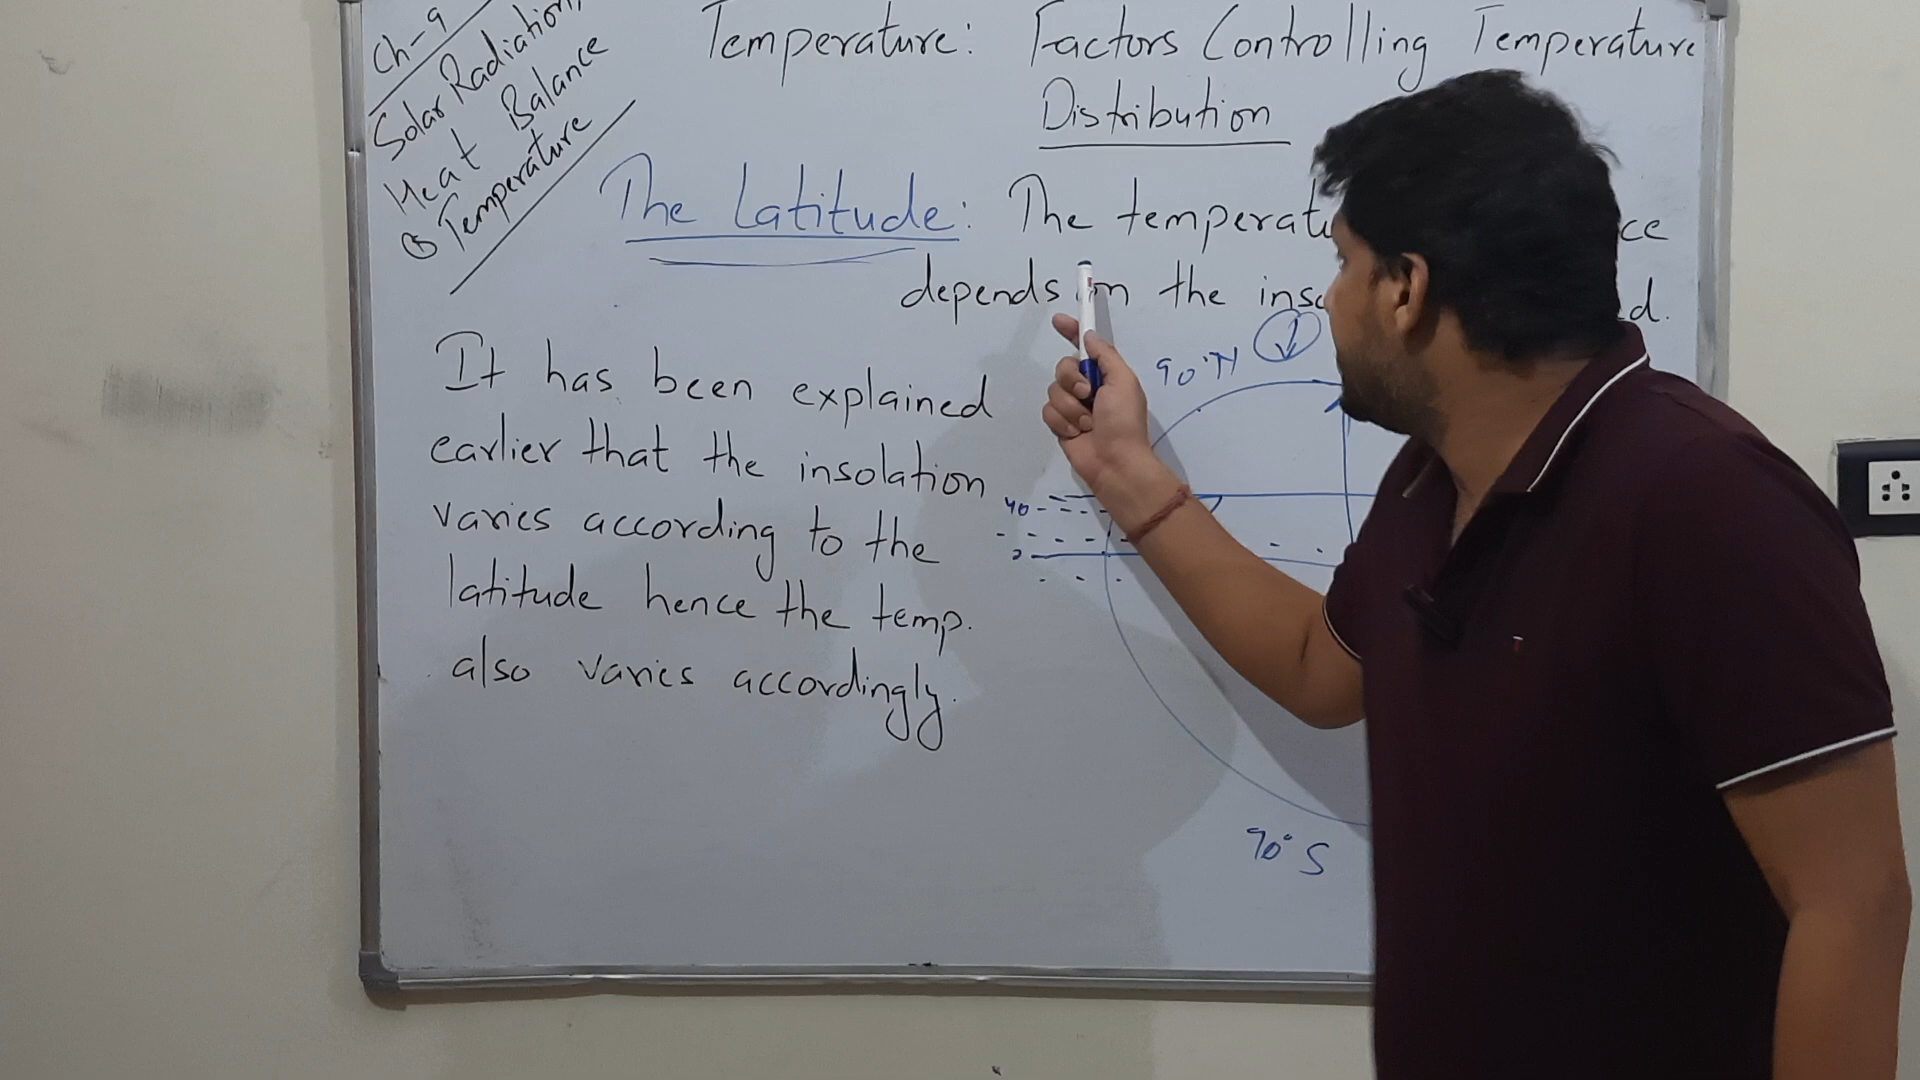 Ch-9
Solar Radiation,
Heat Balance
& Temperature
Temperature: Factors Controlling Temperature
Distribution
The Latitude: The ce
depends on the d.
It has been explained
earlier that the insolation
varies according to the
latitude hence the temp.
also varies accordingly.
90°N
40
90° S